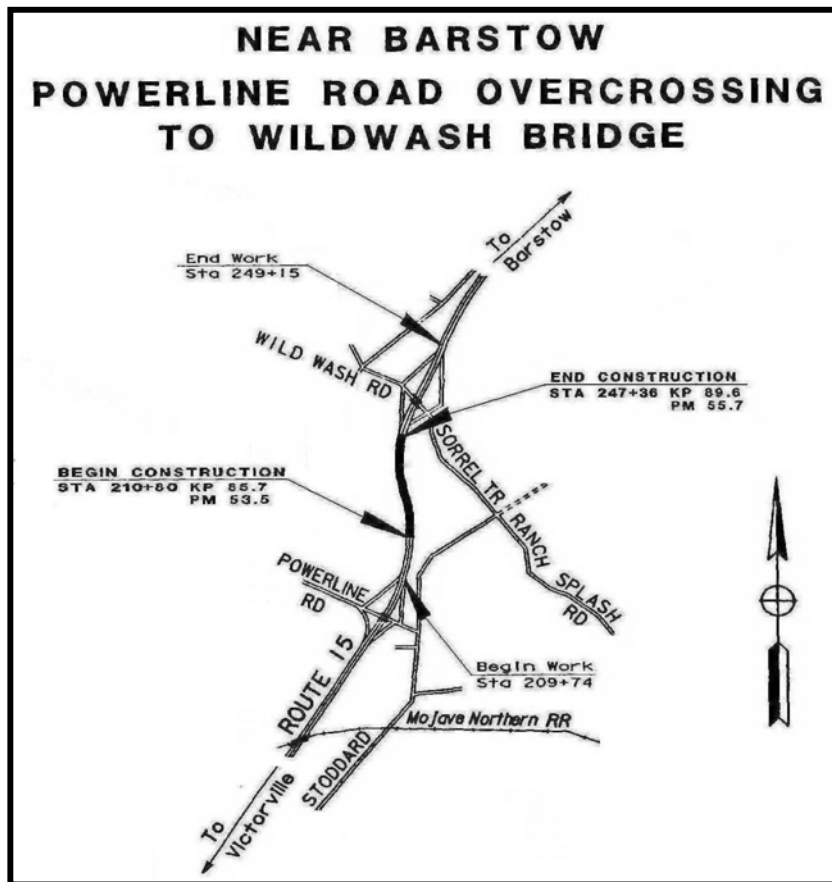 NEAR BARSTOW
POWERLINE ROAD OVERCROSSING
TO WILDWASH BRIDGE
To
Barstow
End Work
Sta 249+15
WILD WASH RD
END CONSTRUCTION
STA 247+36 KP 89.6
PM 55.7
SORREL TR
BEGIN CONSTRUCTION
STA 210+80 KP 85.7
PM 53.5
RANCH SPLASH
RD
POWERLINE
RD
ROUTE 15
Begin Work
Sta 209+74
Mojave Northern RR
STODDARD
To
Victorville